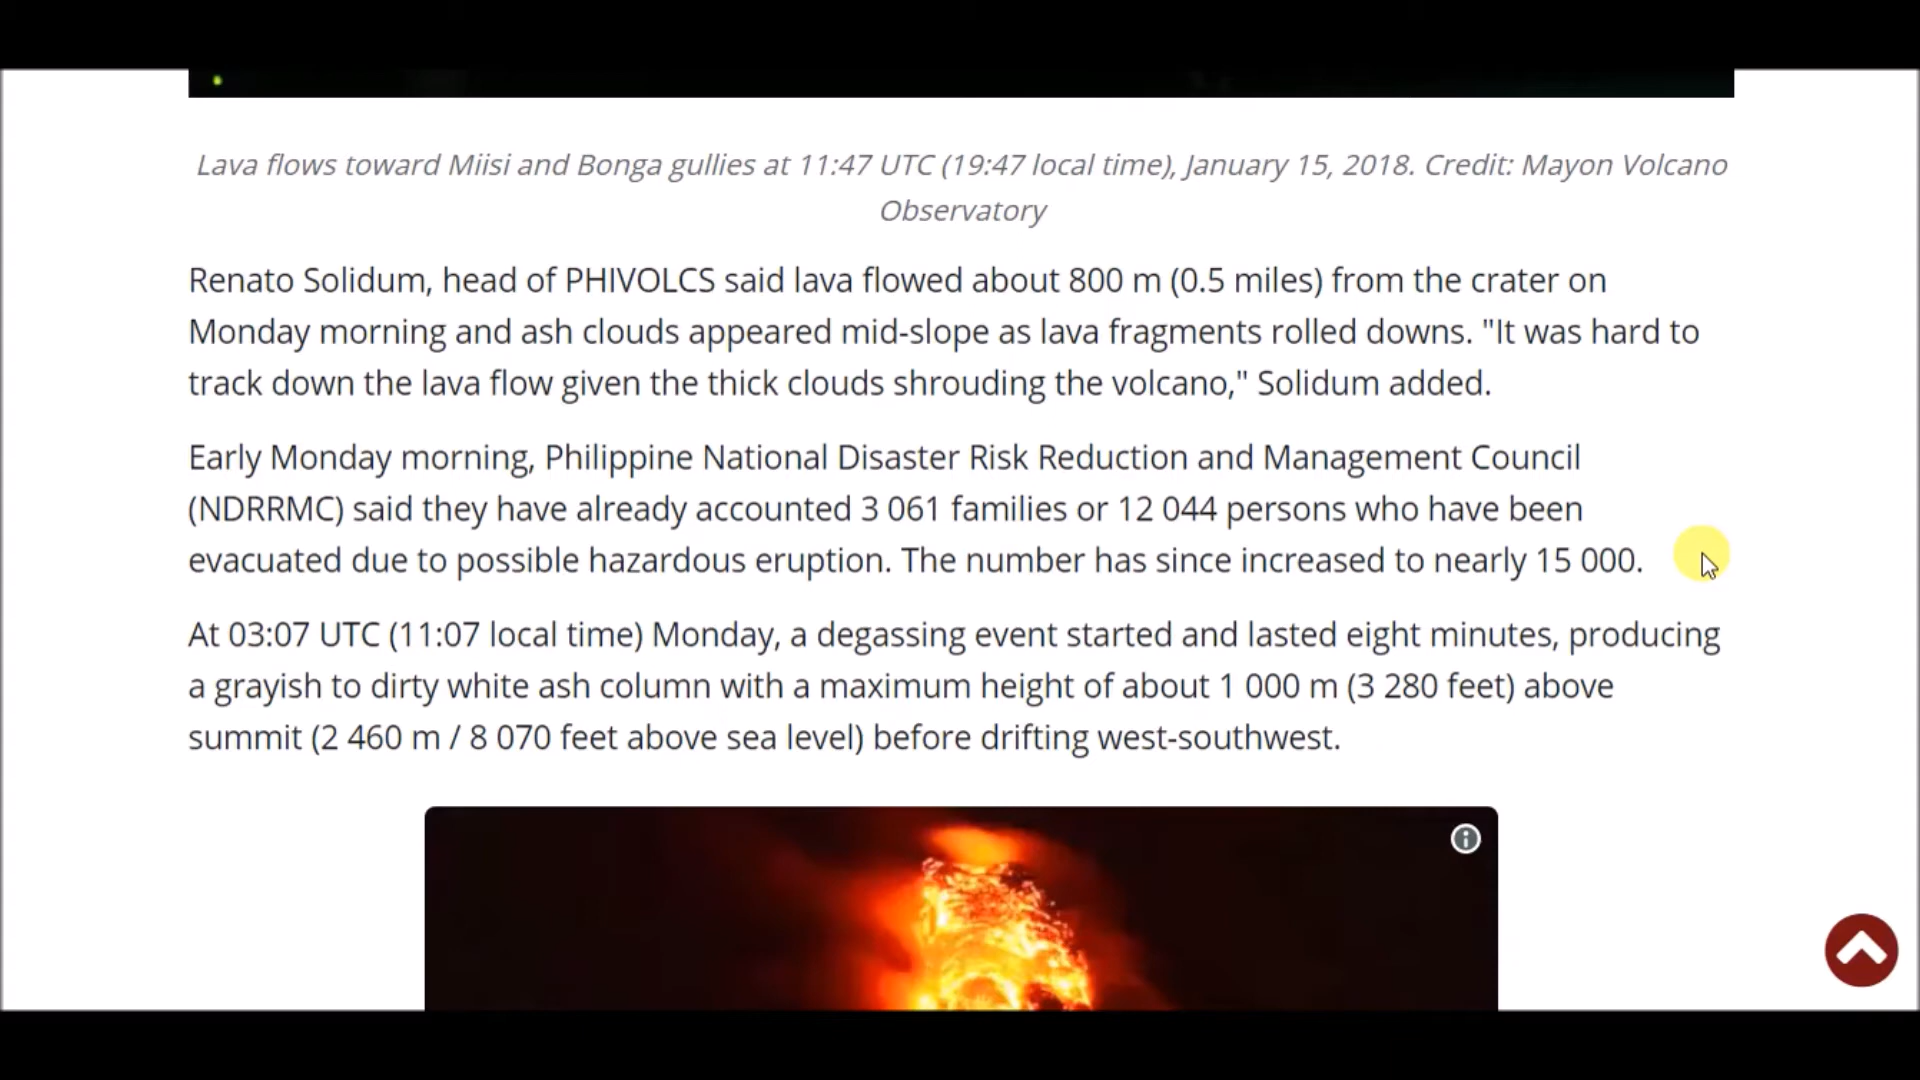 Lava flows toward Miisi and Bonga gullies at 11:47 UTC (19:47 local time), January 15, 2018. Credit: Mayon Volcano
Observatory
Renato Solidum, head of PHIVOLCS said lava flowed about 800 m (0.5 miles) from the crater on
Monday morning and ash clouds appeared mid-slope as lava fragments rolled downs. "It was hard to
track down the lava flow given the thick clouds shrouding the volcano," Solidum added.
Early Monday morning, Philippine National Disaster Risk Reduction and Management Council
(NDRRMC) said they have already accounted 3 061 families or 12 044 persons who have been
evacuated due to possible hazardous eruption. The number has since increased to nearly 15 000.
At 03:07 UTC (11:07 local time) Monday, a degassing event started and lasted eight minutes, producing
a grayish to dirty white ash column with a maximum height of about 1 000 m (3 280 feet) above
summit (2 460 m / 8 070 feet above sea level) before drifting west-southwest.